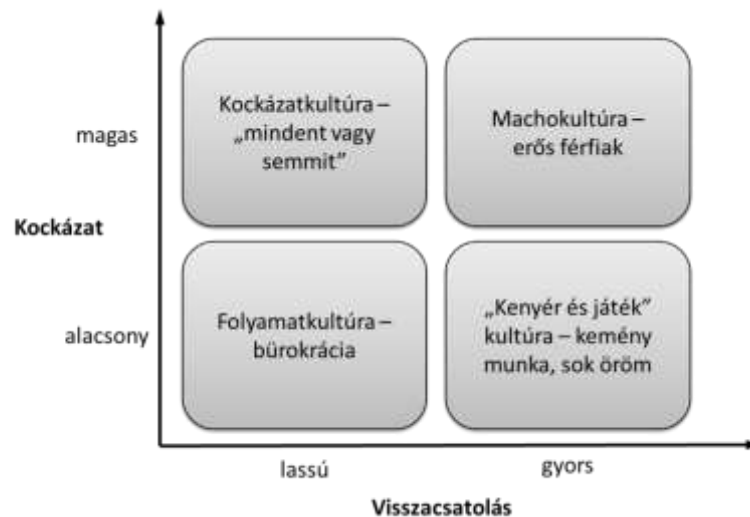 magas
Kockázatkultúra –
„mindent vagy
semmit”
Machokultúra –
erős férfiak
Kockázat
alacsony
Folyamatkultúra –
bürokrácia
„Kenyér és játék”
kultúra – kemény
munka, sok öröm
lassú
gyors
Visszacsatolás